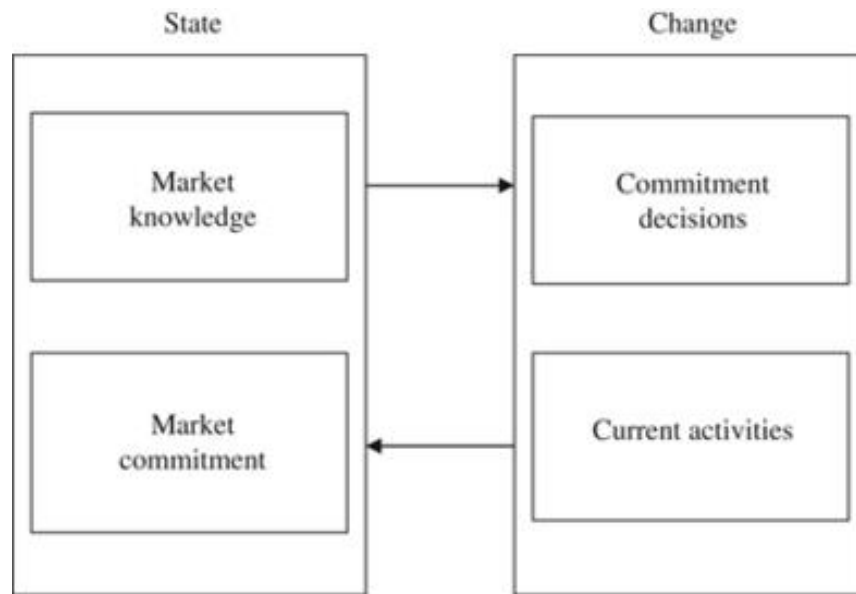 State
Change
Market
knowledge
Commitment
decisions
Market
commitment
Current activities